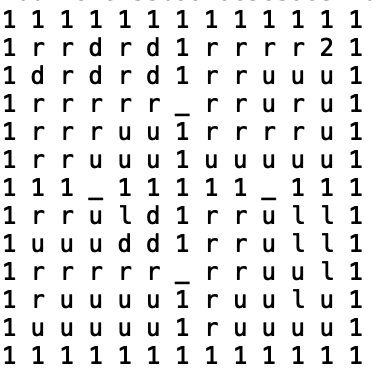 1 1 1 1 1 1 1 1 1 1 1 1 1
1 r r d r d 1 r r r r 2 1
1 d r d r d 1 r r u u u 1
1 r r r r r _ r r u r u 1
1 r r r u u 1 r r r r u 1
1 r r u u u 1 u u u u u 1
1 1 1 _ 1 1 1 1 1 _ 1 1 1
1 r r u l d 1 r r u l l 1
1 u u u d d 1 r r u l l 1
1 r r r r r _ r r u u l 1
1 r u u u u 1 r u u l u 1
1 u u u u u 1 r u u u u 1
1 1 1 1 1 1 1 1 1 1 1 1 1